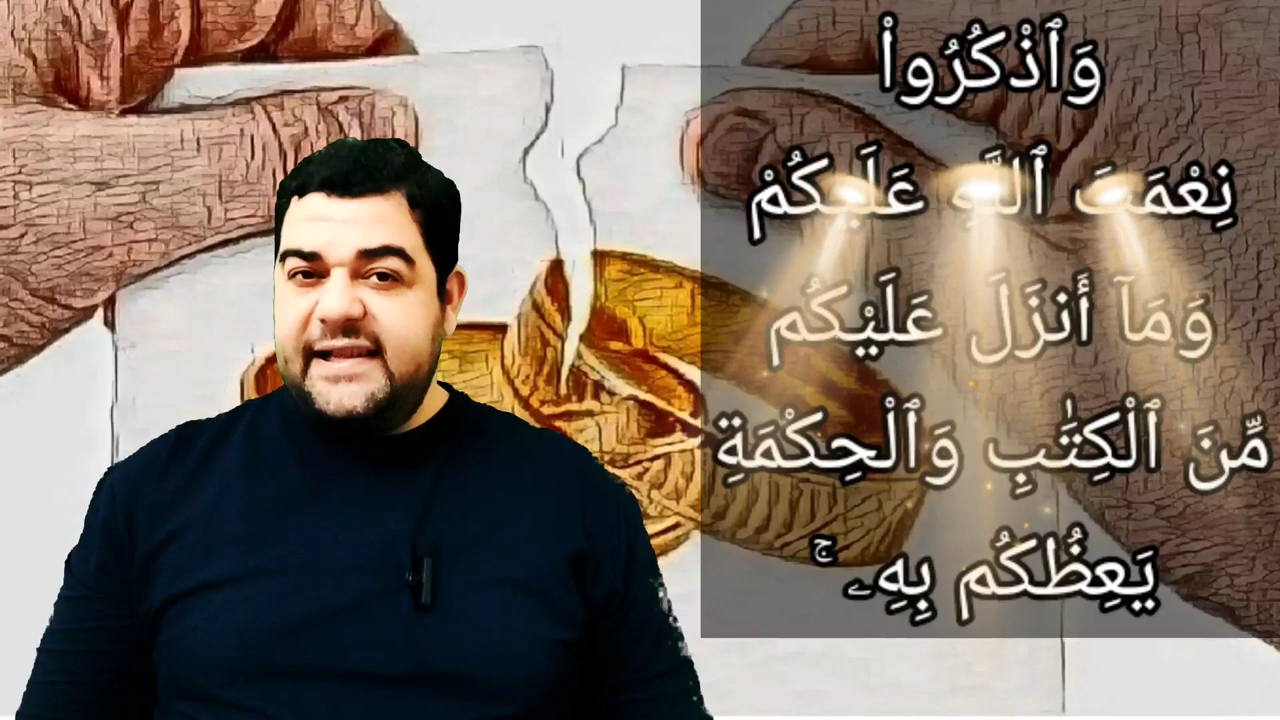 وَٱذْكُرُوا۟
نِعْمَتَ ٱللَّهِ عَلَيْكُمْ
وَمَآ أَنزَلَ عَلَيْكُم
مِّنَ ٱلْكِتَٰبِ وَٱلْحِكْمَةِ
يَعِظُكُم بِهِۦ ۚ